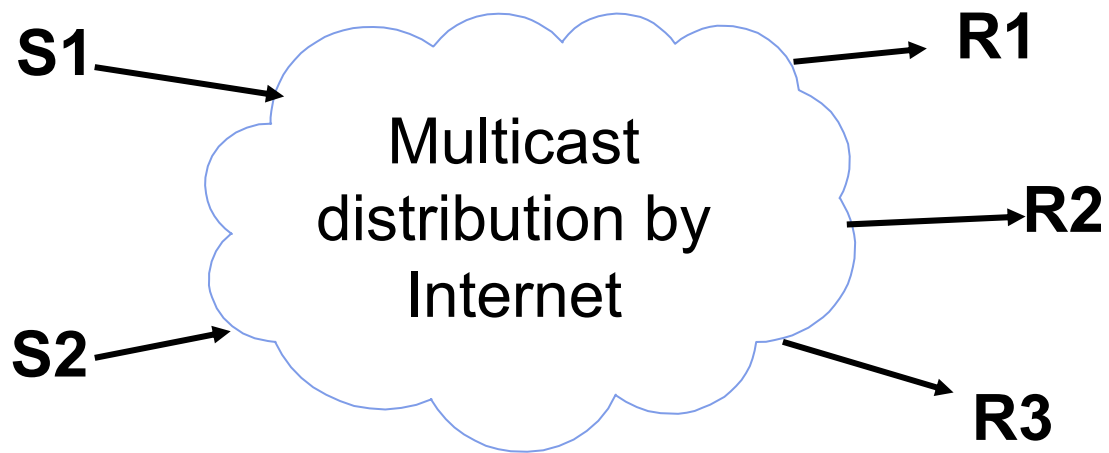 S1
R1
Multicast
distribution by
Internet
R2
S2
R3